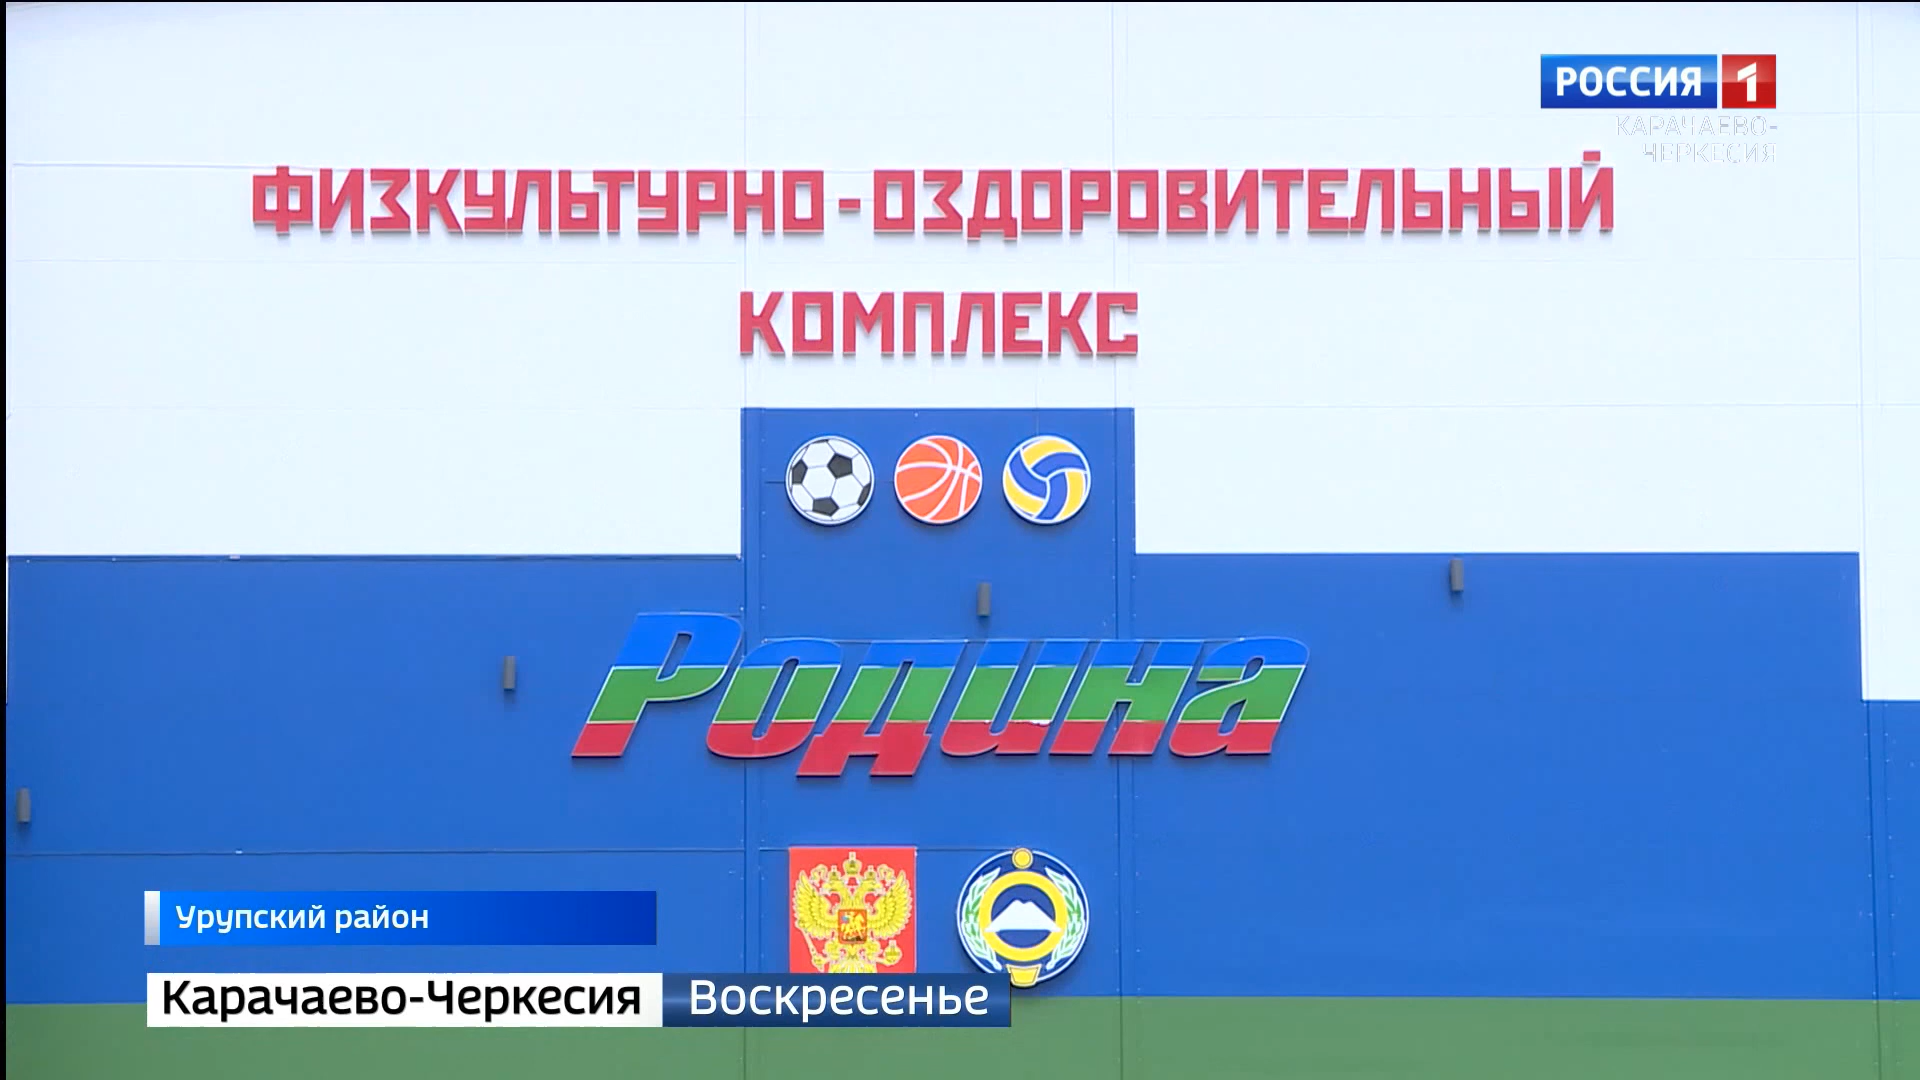 РОССИЯ 1
КАРАЧАЕВО-
ЧЕРКЕСИЯ
ФИЗКУЛЬТУРНО-ОЗДОРОВИТЕЛЬНЫЙ
КОМПЛЕКС
Родина
Урупский район
Карачаево-Черкесия Воскресенье